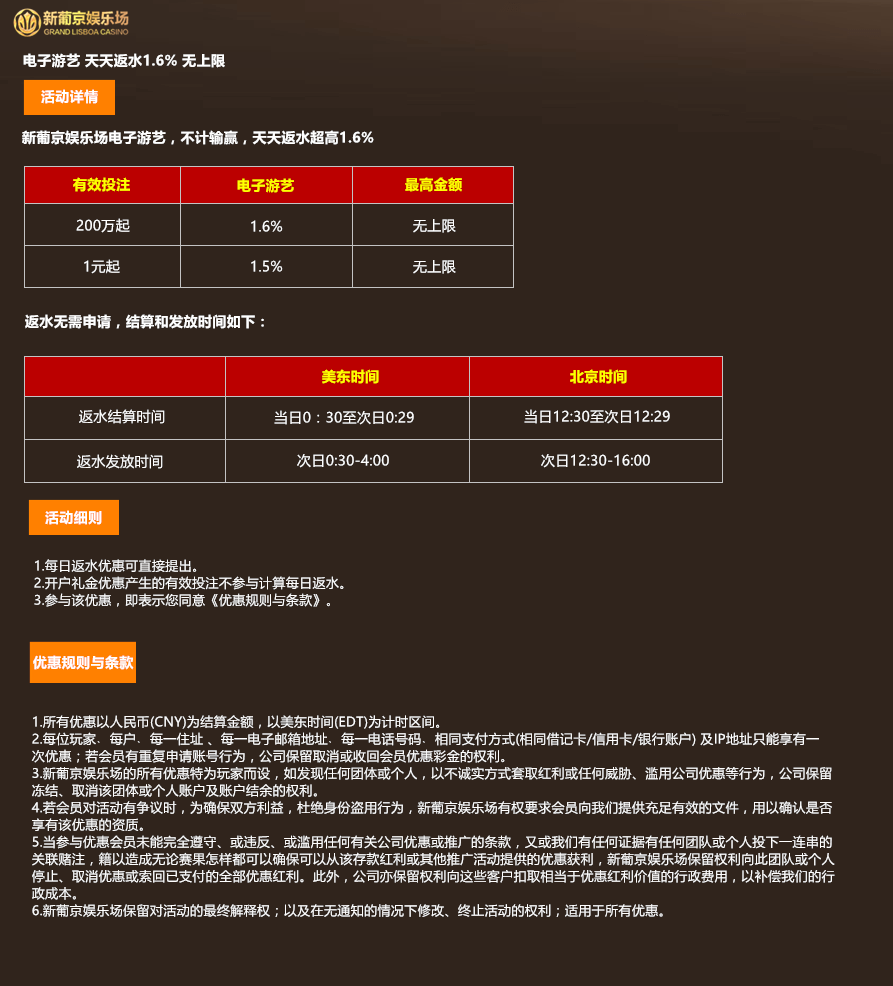 新葡京娱乐场
GRAND LISBOA CASINO
电子游艺 天天返水1.6% 无上限
活动详情
新葡京娱乐场电子游艺，不计输赢，天天返水超高1.6%
有效投注 电子游艺 最高金额
200万起 1.6% 无上限
1元起 1.5% 无上限
返水无需申请，结算和发放时间如下：
美东时间 北京时间
返水结算时间 当日0：30至次日0:29 当日12:30至次日12:29
返水发放时间 次日0:30-4:00 次日12:30-16:00
活动细则
1.每日返水优惠可直接提出。
2.开户礼金优惠产生的有效投注不参与计算每日返水。
3.参与该优惠，即表示您同意《优惠规则与条款》。
优惠规则与条款
1.所有优惠以人民币(CNY)为结算金额，以美东时间(EDT)为计时区间。
2.每位玩家﹑每户﹑每一住址 、每一电子邮箱地址﹑每一电话号码﹑相同支付方式(相同借记卡/信用卡/银行账户) 及IP地址只能享有一
次优惠；若会员有重复申请账号行为，公司保留取消或收回会员优惠彩金的权利。
3.新葡京娱乐场的所有优惠特为玩家而设，如发现任何团体或个人，以不诚实方式套取红利或任何威胁、滥用公司优惠等行为，公司保留
冻结、取消该团体或个人账户及账户结余的权利。
4.若会员对活动有争议时，为确保双方利益，杜绝身份盗用行为，新葡京娱乐场有权要求会员向我们提供充足有效的文件，用以确认是否
享有该优惠的资质。
5.当参与优惠会员未能完全遵守、或违反、或滥用任何有关公司优惠或推广的条款，又或我们有任何证据有任何团队或个人投下一连串的
关联赌注，籍以造成无论赛果怎样都可以确保可以从该存款红利或其他推广活动提供的优惠获利，新葡京娱乐场保留权利向此团队或个人
停止、取消优惠或索回已支付的全部优惠红利。此外，公司亦保留权利向这些客户扣取相当于优惠红利价值的行政费用，以补偿我们的行
政成本。
6.新葡京娱乐场保留对活动的最终解释权；以及在无通知的情况下修改、终止活动的权利；适用于所有优惠。